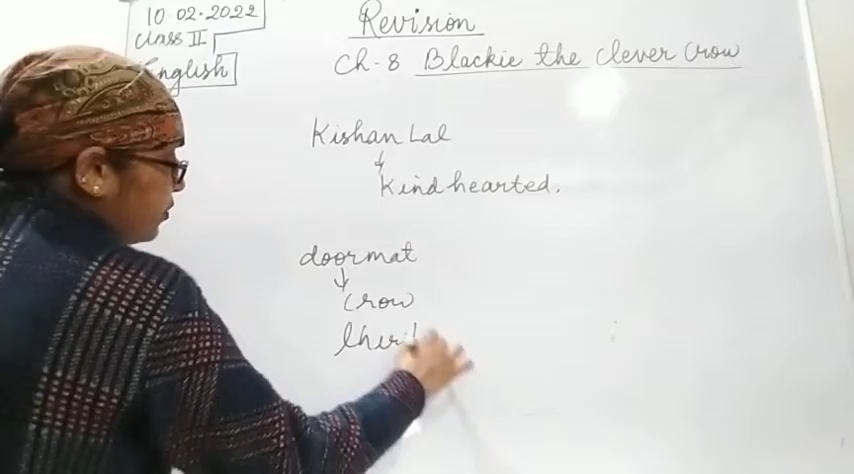 10.02.2022
Class II
English
Revision
Ch-8 Blackie the clever crow
Kishan Lal
↓
Kind hearted.
doormat
↓
Crow